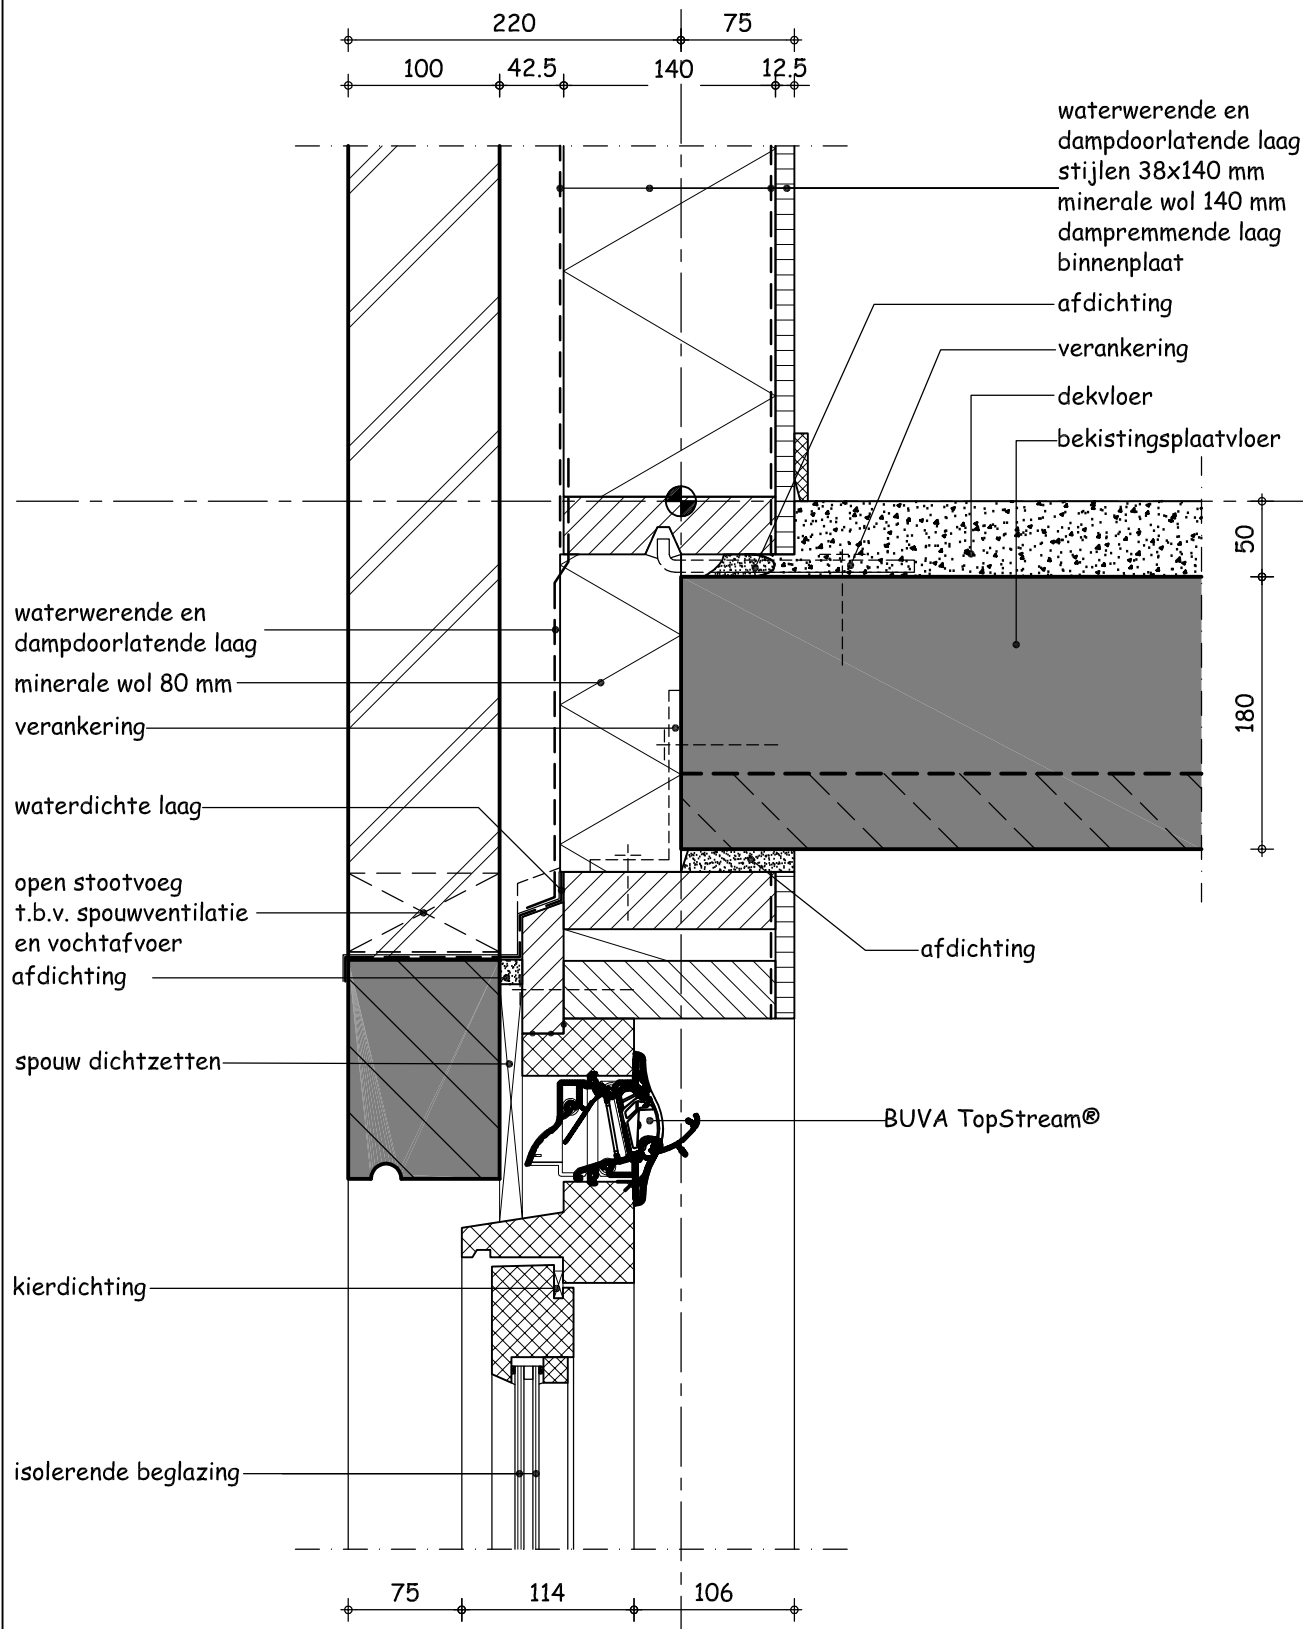 220
75
100
42.5
140
12.5
waterwerende en
dampdoorlatende laag
stijlen 38x140 mm
minerale wol 140 mm
dampremmende laag
binnenplaat
afdichting
verankering
dekvloer
bekistingsplaatvloer
50
180
waterwerende en
dampdoorlatende laag
minerale wol 80 mm
verankering
waterdichte laag
open stootvoeg
t.b.v. spouwventilatie
en vochtafvoer
afdichting
afdichting
spouw dichtzetten
BUVA TopStream®
kierdichting
isolerende beglazing
75
114
106